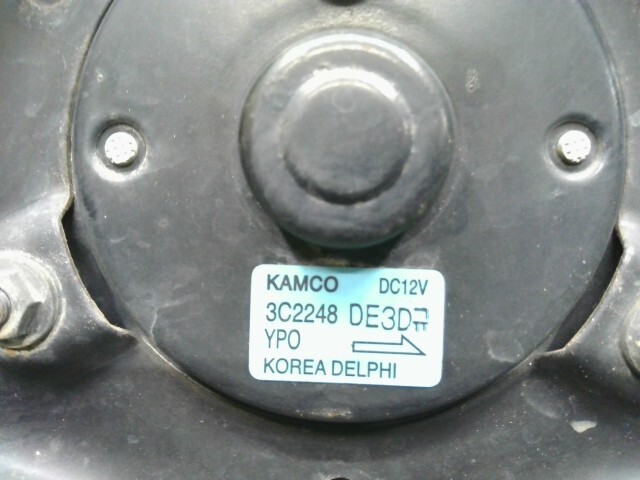 KAMCO DC12V
3C2248 DE3D
YPO
KOREA DELPHI